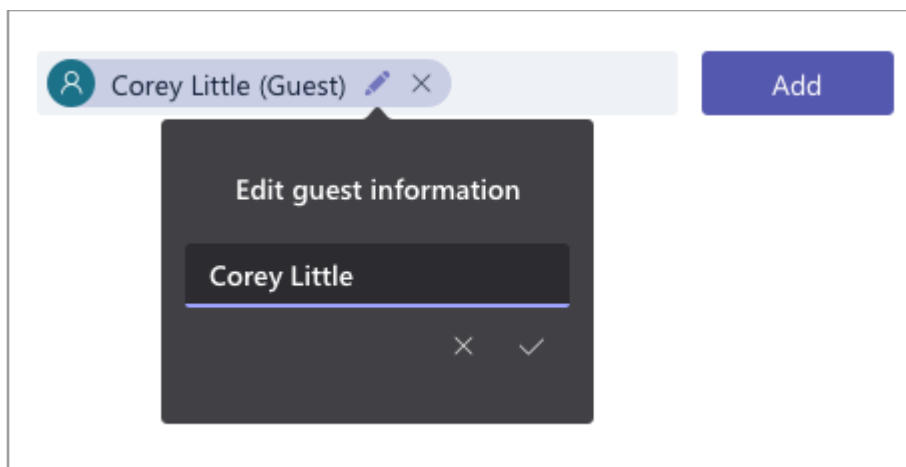 Corey Little (Guest)
Add
Edit guest information
Corey Little